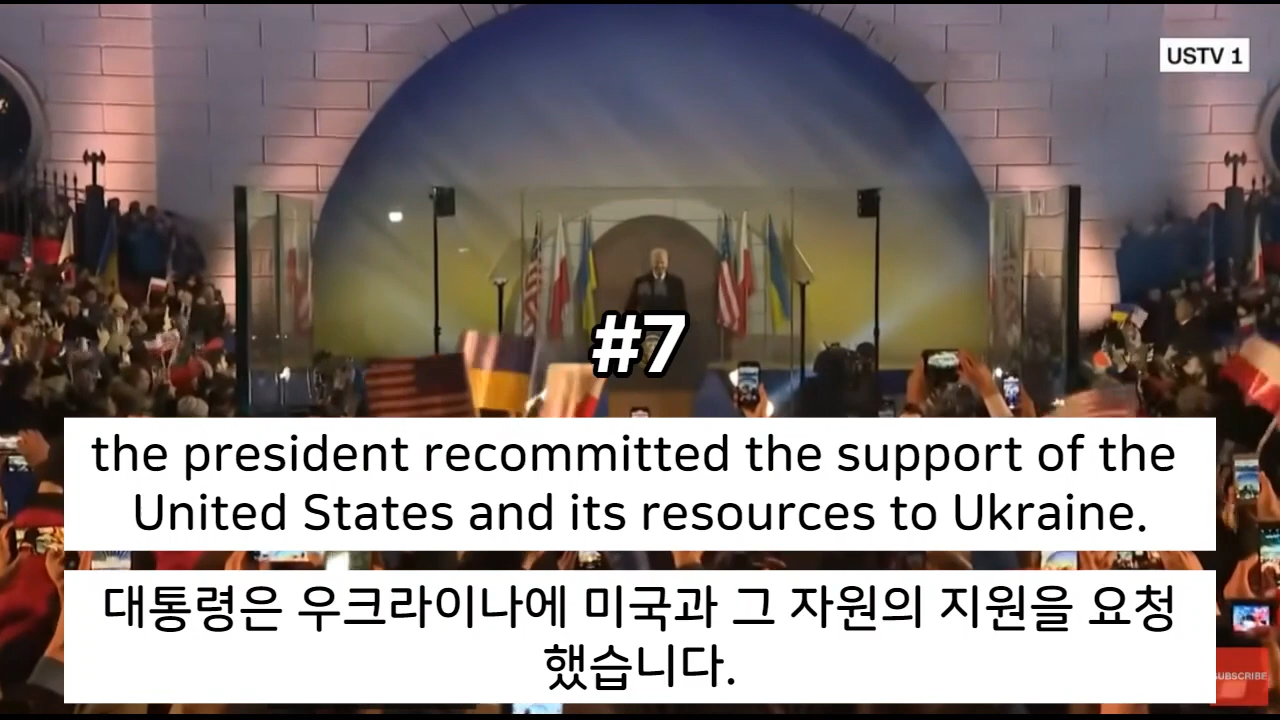 USTV 1
#7
the president recommitted the support of the
United States and its resources to Ukraine.
대통령은 우크라이나에 미국과 그 자원의 지원을 요청
했습니다.
SUBSCRIBE